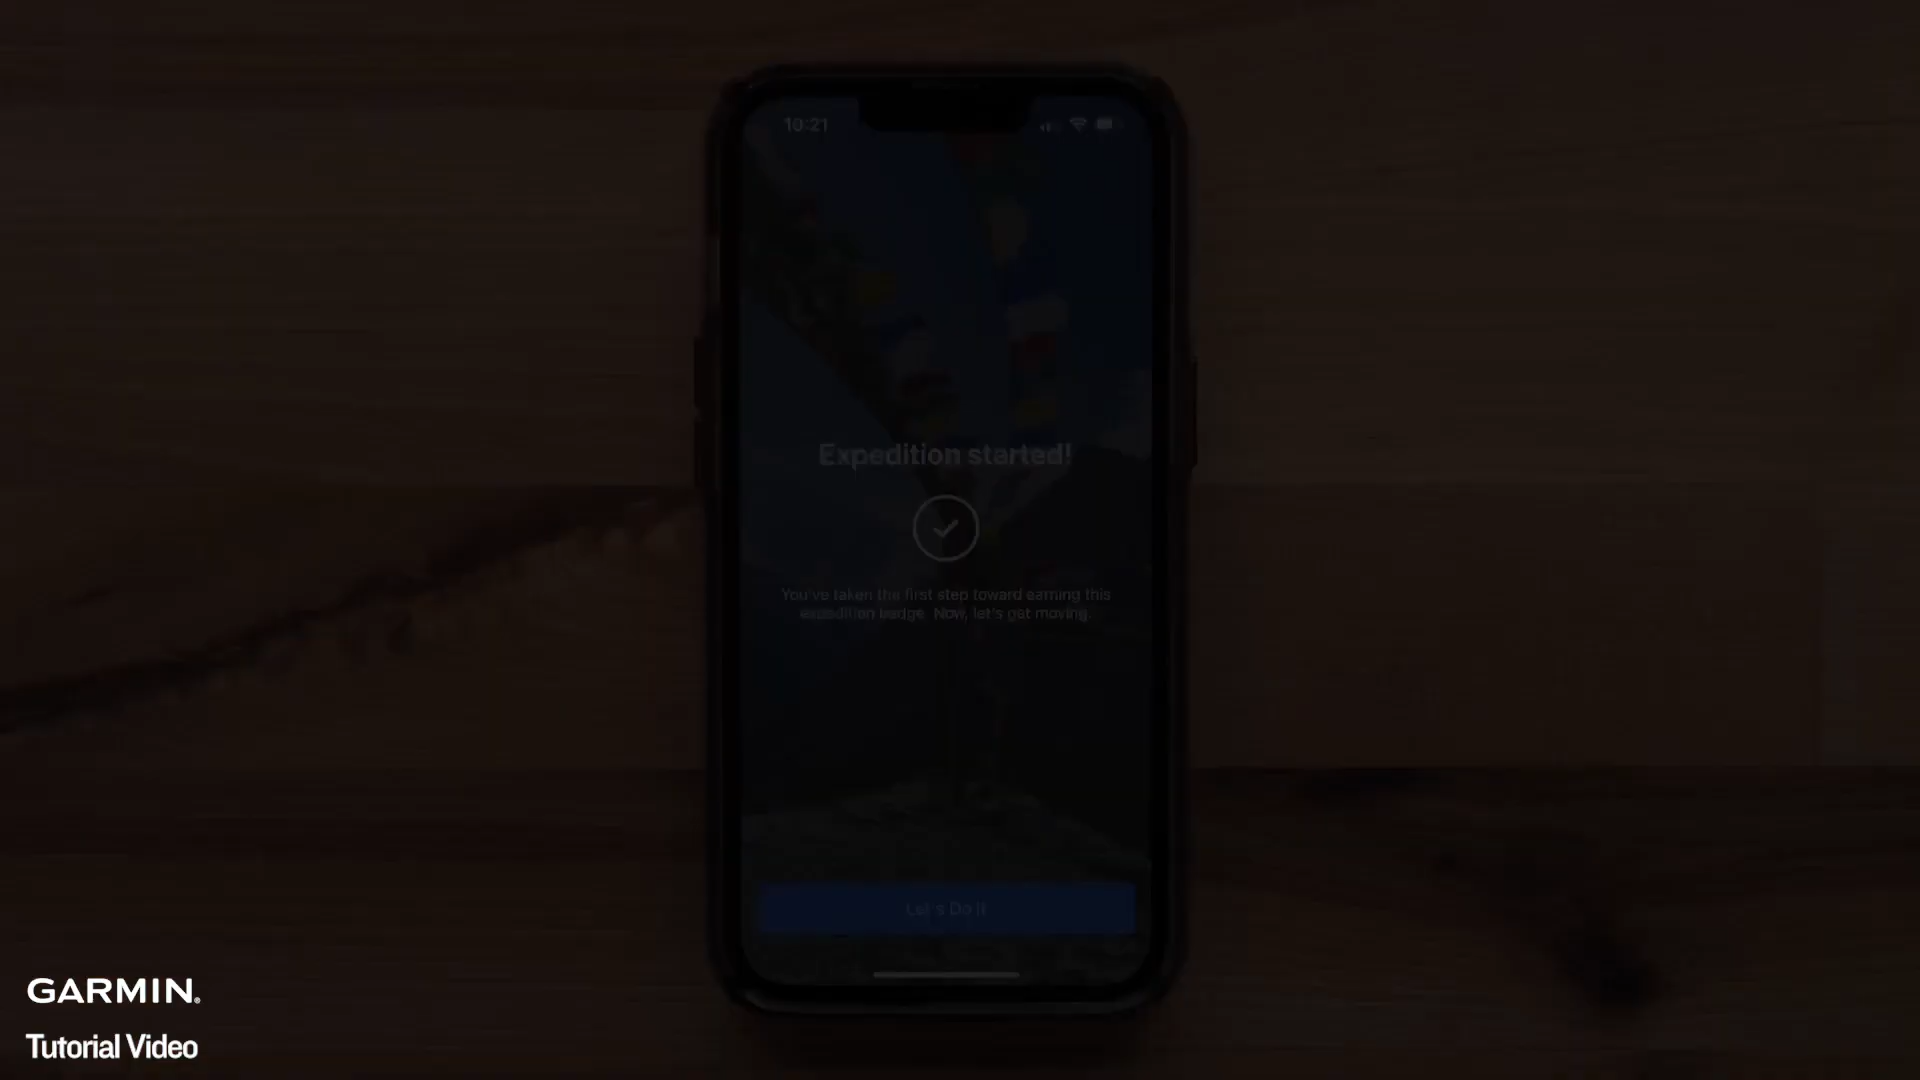 10:21
Expedition started!
You've taken the first step toward earning this
expedition badge. Now, let's get moving.
Let's Do It
GARMIN®
Tutorial Video